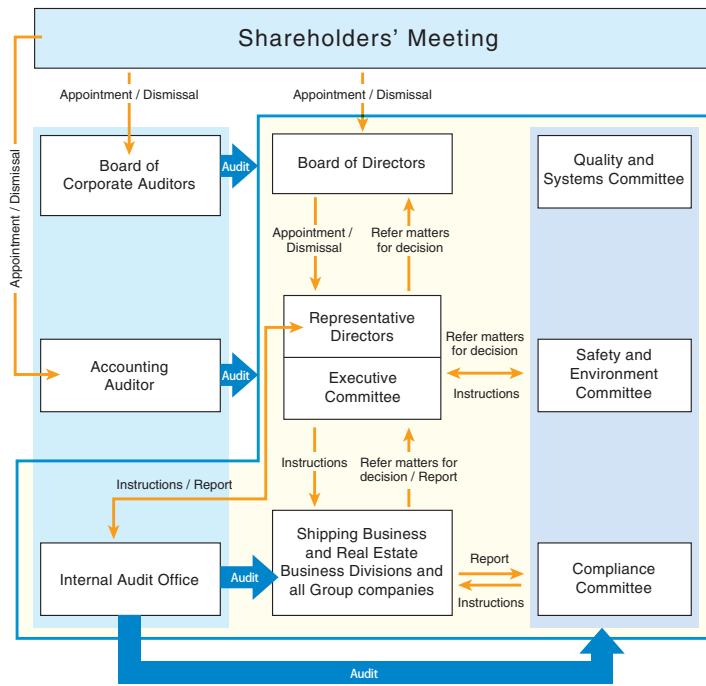 Shareholders' Meeting
Appointment / Dismissal
Appointment / Dismissal
Appointment / Dismissal
Board of
Corporate Auditors
Audit
Board of Directors
Quality and
Systems Committee
Appointment /
Dismissal
Refer matters
for decision
Representative
Directors
Executive
Committee
Accounting
Auditor
Audit
Refer matters
for decision
Instructions
Safety and
Environment
Committee
Instructions
Refer matters for
decision / Report
Instructions / Report
Internal Audit Office
Audit
Shipping Business
and Real Estate
Business Divisions and
all Group companies
Report
Instructions
Compliance
Committee
Audit